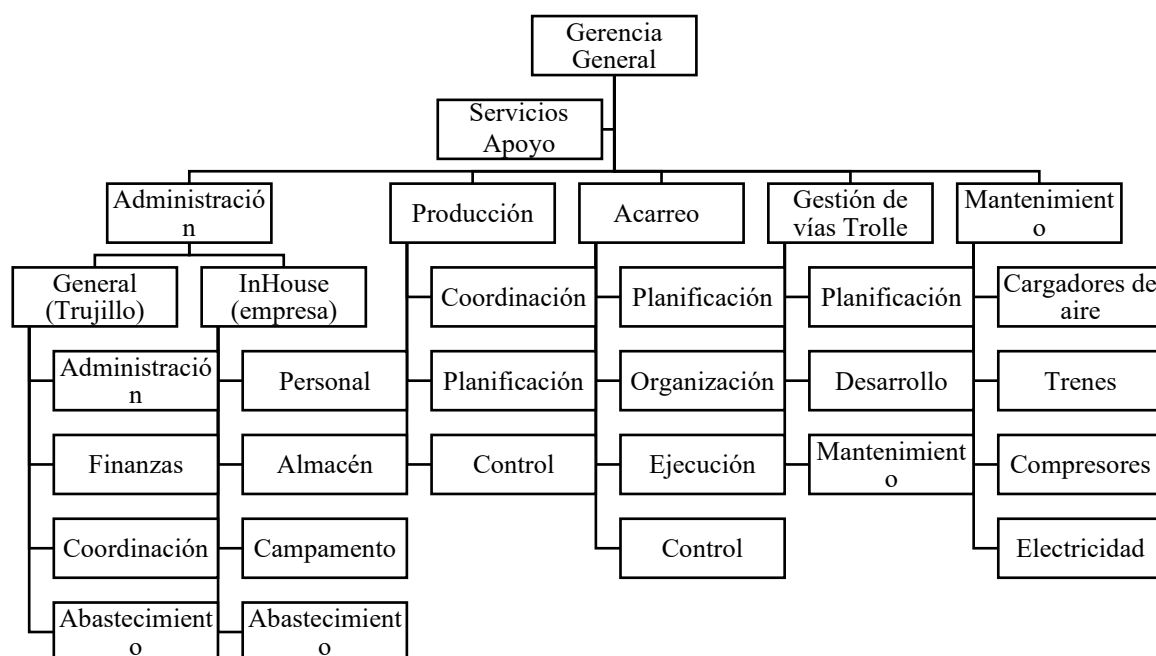 Gerencia
General
Servicios
Apoyo
Administració
n
Producción
Acarreo
Gestión de
vías Trolle
Mantenimient
o
General
(Trujillo)
InHouse
(empresa)
Coordinación
Planificación
Planificación
Cargadores de
aire
Administració
n
Personal
Planificación
Organización
Desarrollo
Trenes
Finanzas
Almacén
Control
Ejecución
Mantenimient
o
Compresores
Coordinación
Campamento
Control
Electricidad
Abastecimient
o
Abastecimient
o